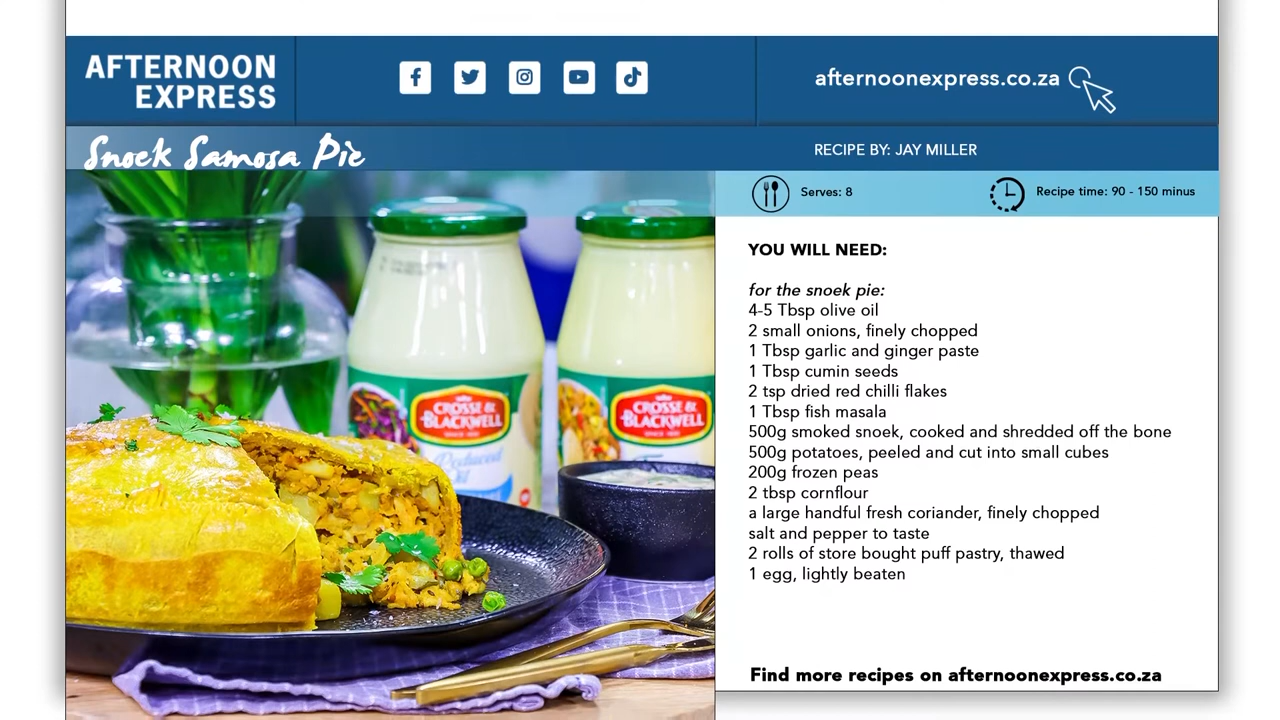 AFTERNOON
EXPRESS
afternoonexpress.co.za
Snoek Samosa Pie
RECIPE BY: JAY MILLER
Serves: 8
Recipe time: 90 - 150 minus
YOU WILL NEED:
for the snoek pie:
4-5 Tbsp olive oil
2 small onions, finely chopped
1 Tbsp garlic and ginger paste
1 Tbsp cumin seeds
2 tsp dried red chilli flakes
1 Tbsp fish masala
500g smoked snoek, cooked and shredded off the bone
500g potatoes, peeled and cut into small cubes
200g frozen peas
2 tbsp cornflour
a large handful fresh coriander, finely chopped
salt and pepper to taste
2 rolls of store bought puff pastry, thawed
1 egg, lightly beaten
Find more recipes on afternoonexpress.co.za
CROSSE &
BLACKWELL
Reduced
Oil
CROSSE &
BLACKWELL